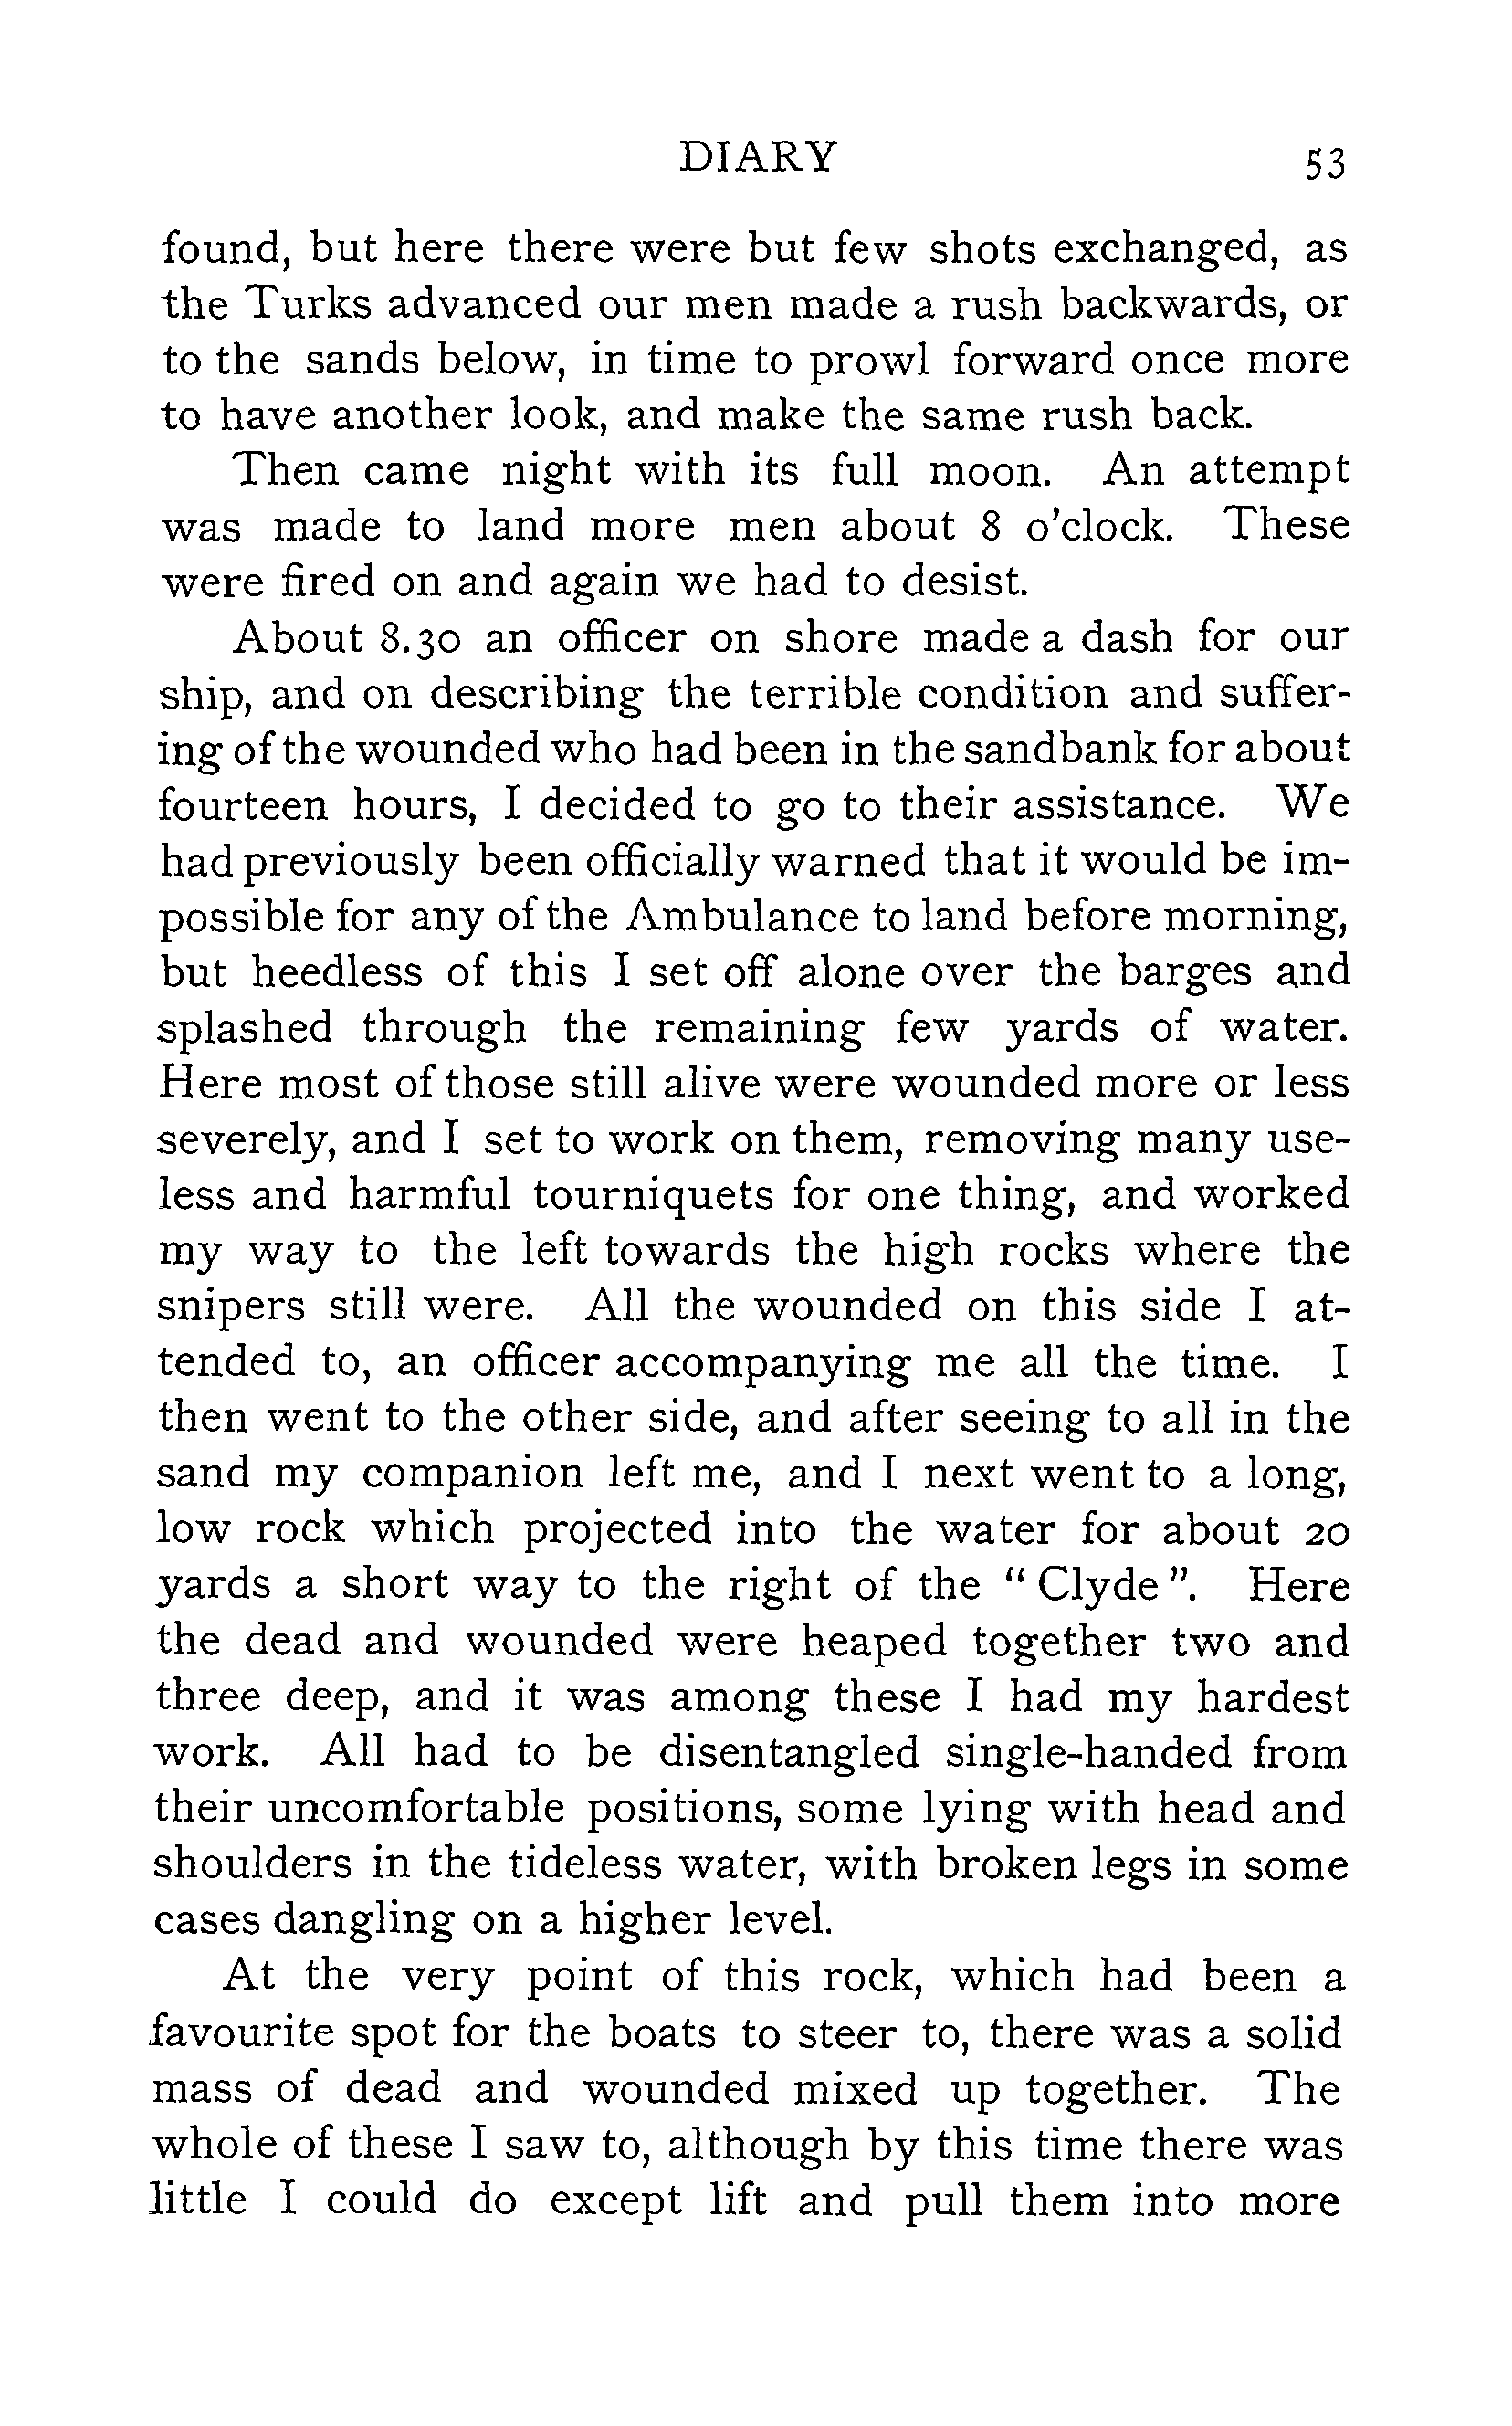 DIARY 53
found, but here there were but few shots exchanged, as
the Turks advanced our men made a rush backwards, or
to the sands below, in time to prowl forward once more
to have another look, and make the same rush back.
Then came night with its full moon. An attempt
was made to land more men about 8 o'clock. These
were fired on and again we had to desist.
About 8.30 an officer on shore made a dash for our
ship, and on describing the terrible condition and suffer-
ing of the wounded who had been in the sandbank for about
fourteen hours, I decided to go to their assistance. We
had previously been officially warned that it would be im-
possible for any of the Ambulance to land before morning,
but heedless of this I set off alone over the barges and
splashed through the remaining few yards of water.
Here most of those still alive were wounded more or less
severely, and I set to work on them, removing many use-
less and harmful tourniquets for one thing, and worked
my way to the left towards the high rocks where the
snipers still were. All the wounded on this side I at-
tended to, an officer accompanying me all the time. I
then went to the other side, and after seeing to all in the
sand my companion left me, and I next went to a long,
low rock which projected into the water for about 20
yards a short way to the right of the "Clyde". Here
the dead and wounded were heaped together two and
three deep, and it was among these I had my hardest
work. All had to be disentangled single-handed from
their uncomfortable positions, some lying with head and
shoulders in the tideless water, with broken legs in some
cases dangling on a higher level.
At the very point of this rock, which had been a
favourite spot for the boats to steer to, there was a solid
mass of dead and wounded mixed up together. The
whole of these I saw to, although by this time there was
little I could do except lift and pull them into more